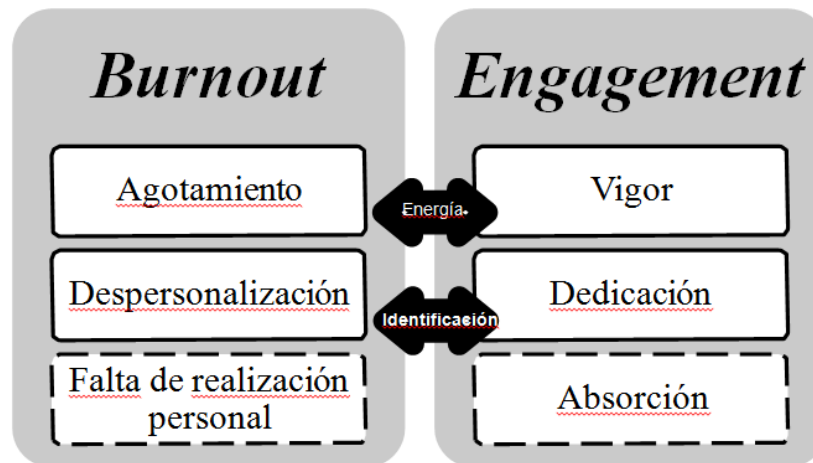 Burnout
Engagement
Agotamiento
Energía
Vigor
Despersonalización
Identificación
Dedicación
Falta de realización
personal
Absorción